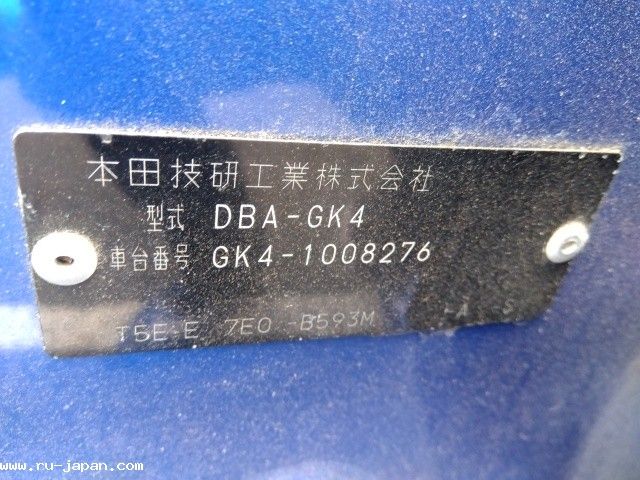 本田技研工業株式会社
型式 DBA-GK4
車台番号 GK4-1008276
T5E-E 7E0 -B593M -A S
www.ru-japan.com